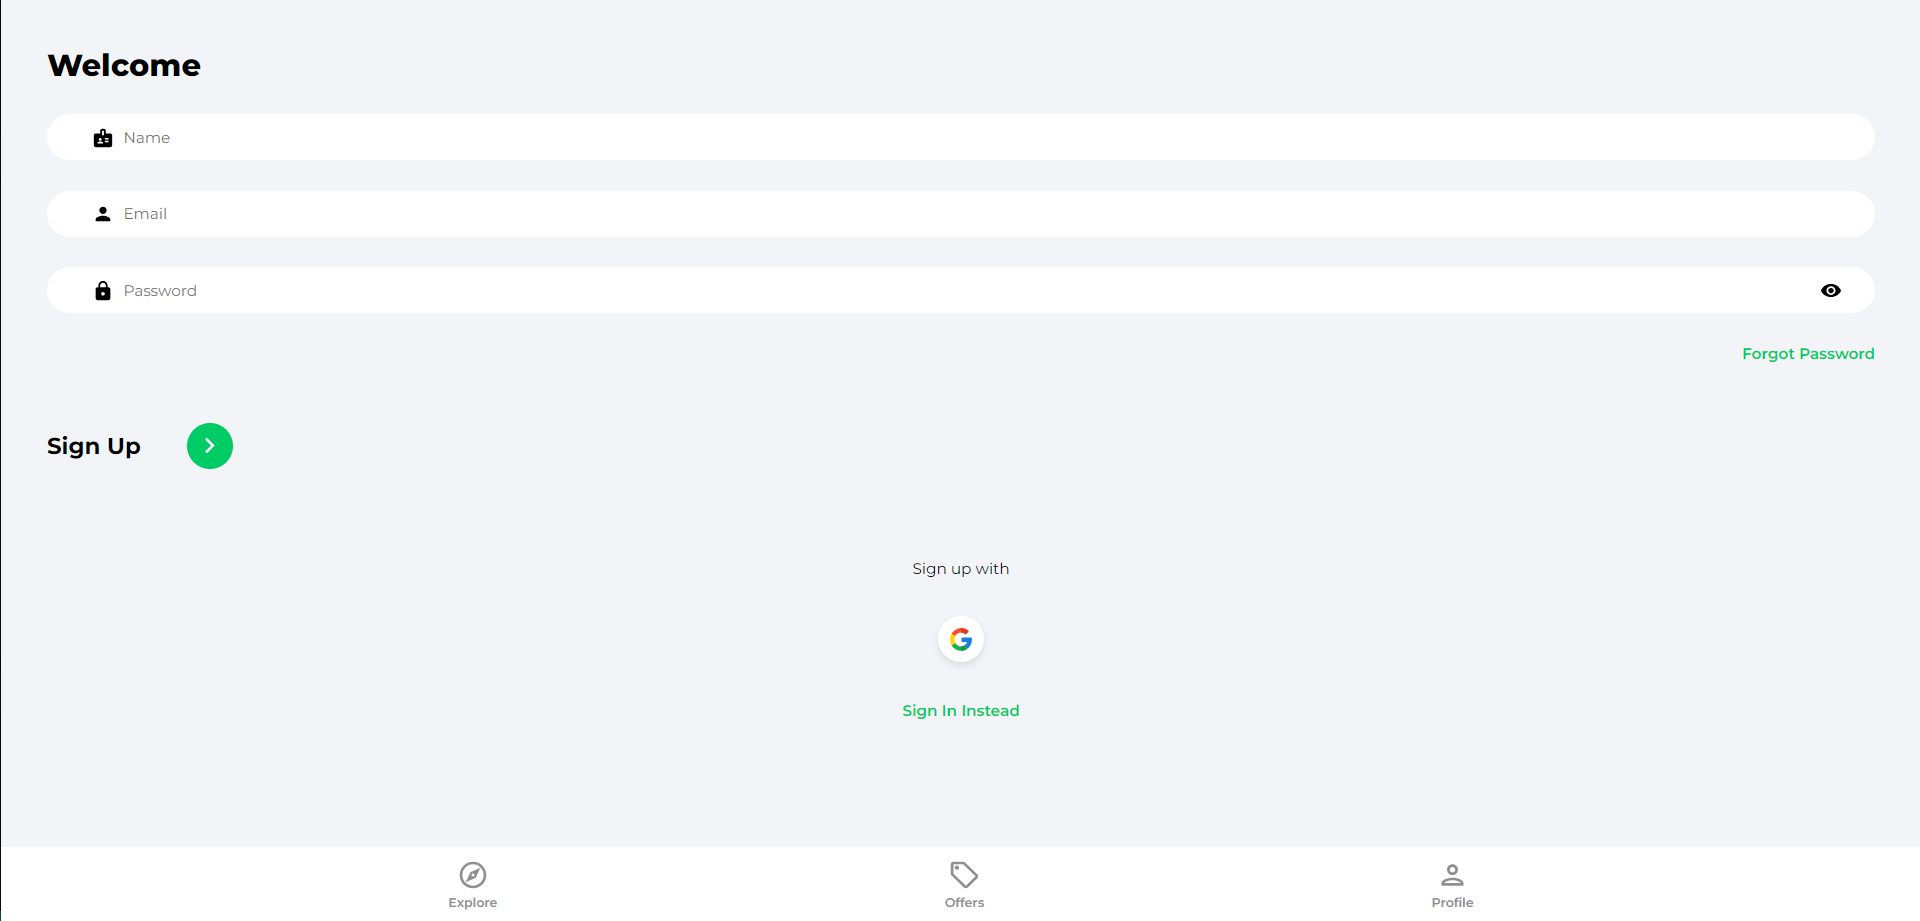 Welcome
Name
Email
Password
Forgot Password
Sign Up
Sign up with
Sign In Instead
Explore
Offers
Profile